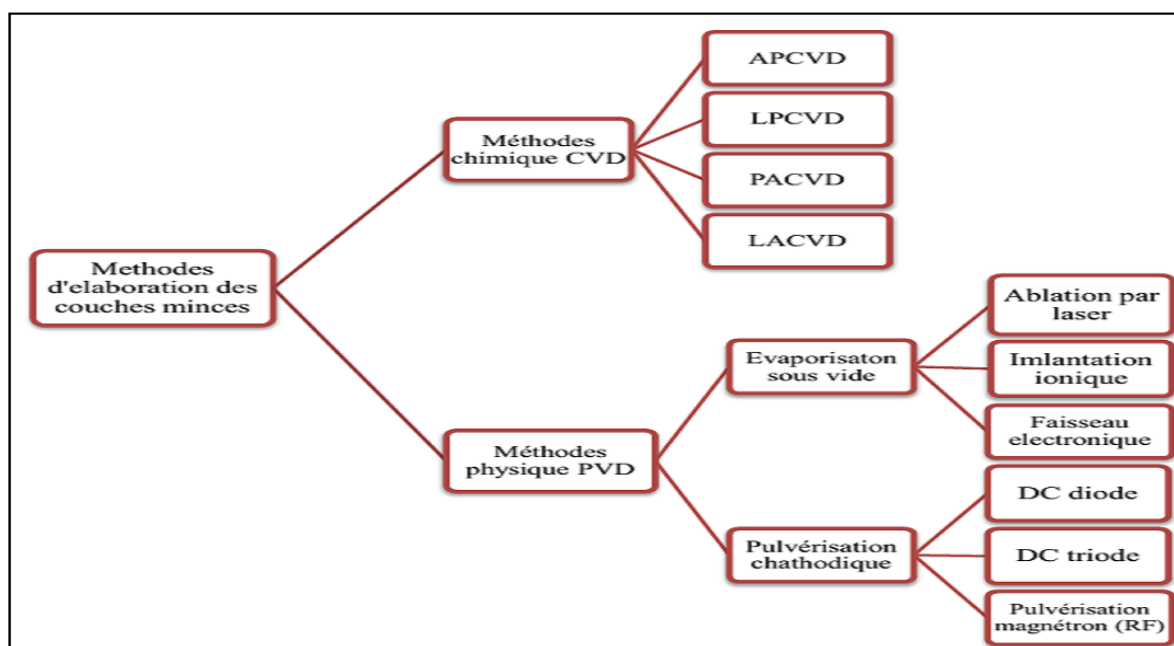 Methodes
d'elaboration des
couches minces
Méthodes
chimique CVD
APCVD
LPCVD
PACVD
LACVD
Méthodes
physique PVD
Evaporisaton
sous vide
Ablation par
laser
Imlantation
ionique
Faisseau
electronique
Pulvérisation
chathodique
DC diode
DC triode
Pulvérisation
magnétron (RF)